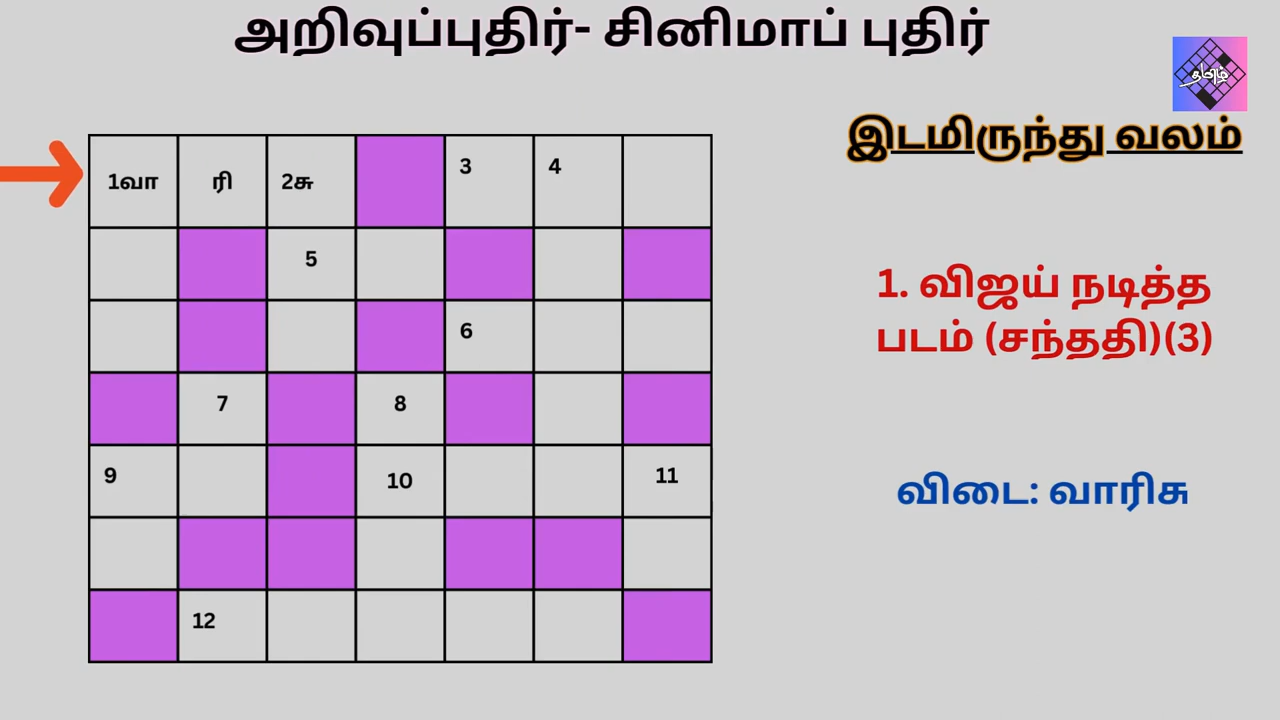 அறிவுப்புதிர்- சினிமாப் புதிர்
தமிழ்
இடமிருந்து வலம்
1வா ரி 2சு 3 4
5
6
7 8
9 10 11
12
1. விஜய் நடித்த
படம் (சந்ததி)(3)
விடை: வாரிசு